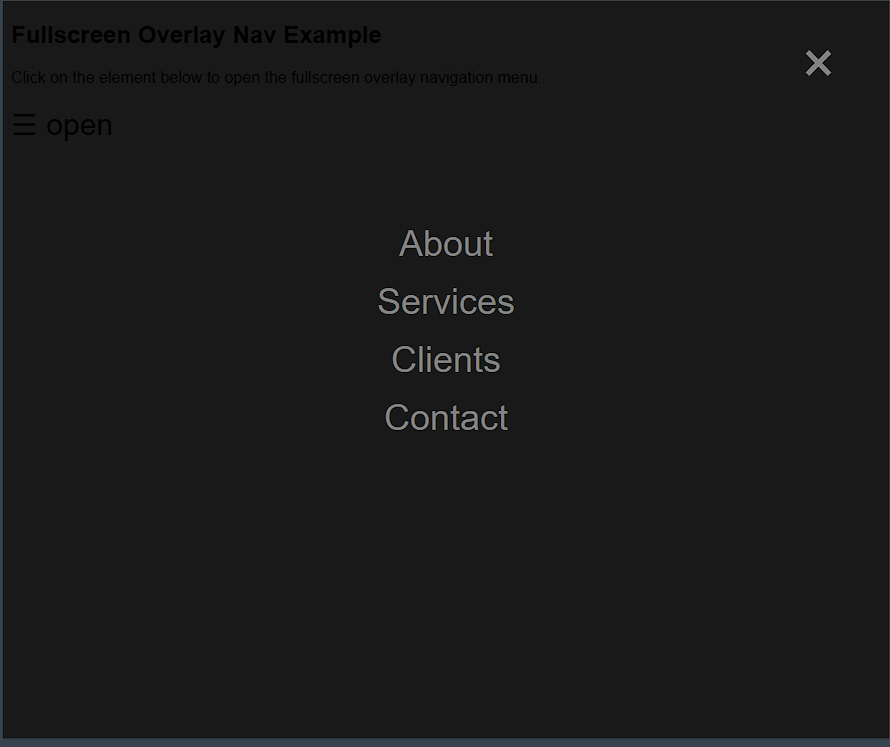 Fullscreen Overlay Nav Example
Click on the element below to open the fullscreen overlay navigation menu.
×
☰ open
About
Services
Clients
Contact